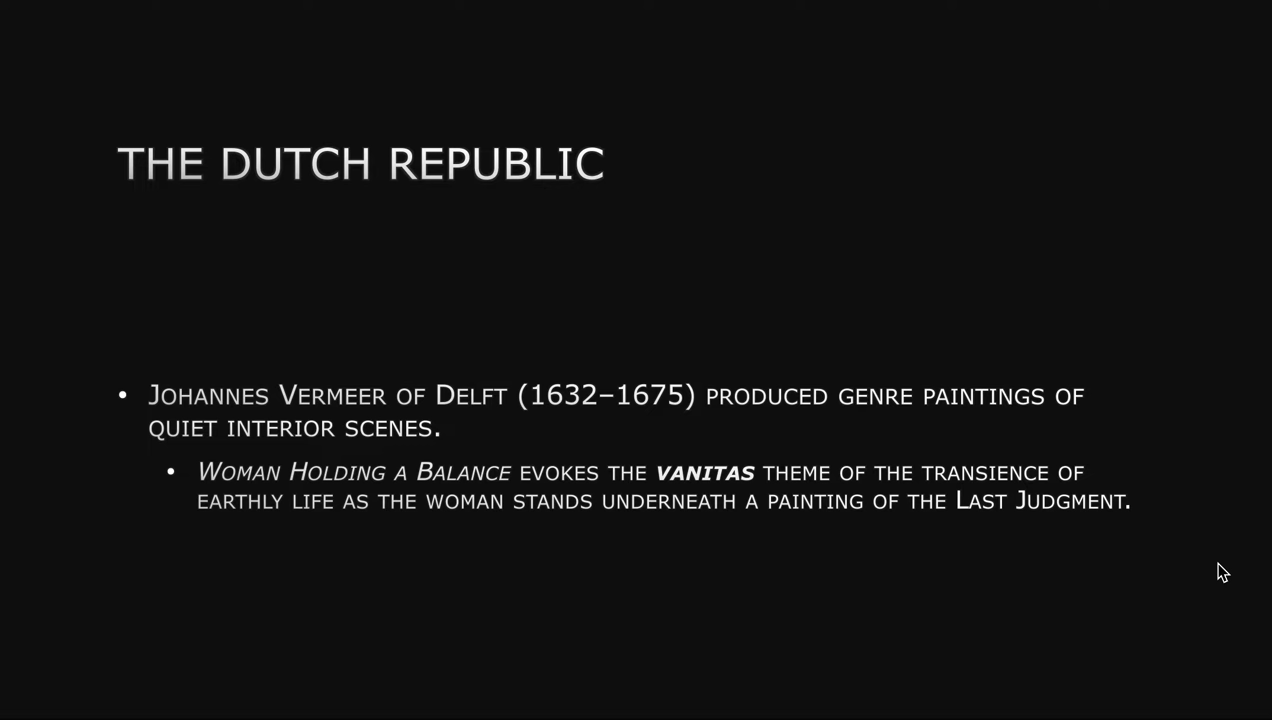 THE DUTCH REPUBLIC
• Johannes Vermeer of Delft (1632–1675) produced genre paintings of
quiet interior scenes.
• Woman Holding a Balance evokes the vanitas theme of the transience of
earthly life as the woman stands underneath a painting of the Last Judgment.